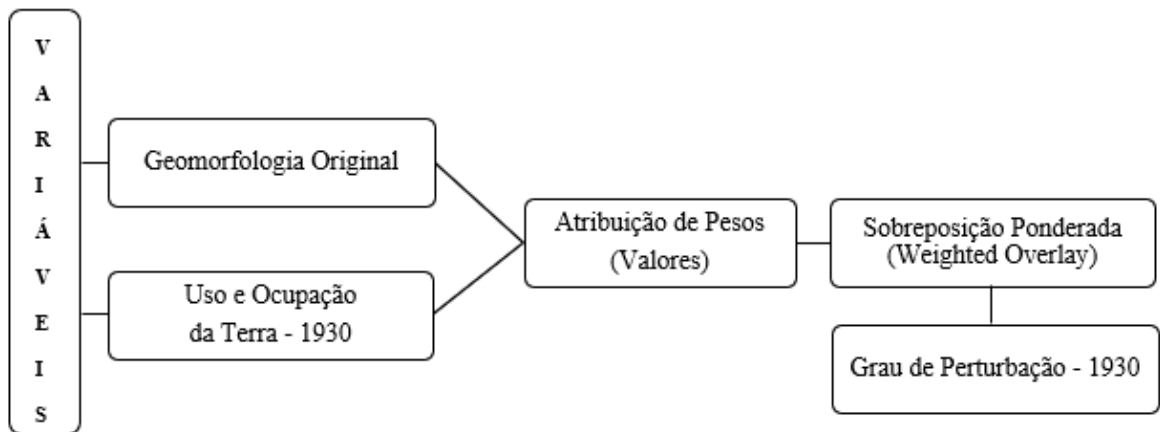 V
A
R
I
Á
V
E
I
S
Geomorfologia Original
Uso e Ocupação
da Terra - 1930
Atribuição de Pesos
(Valores)
Sobreposição Ponderada
(Weighted Overlay)
Grau de Perturbação - 1930